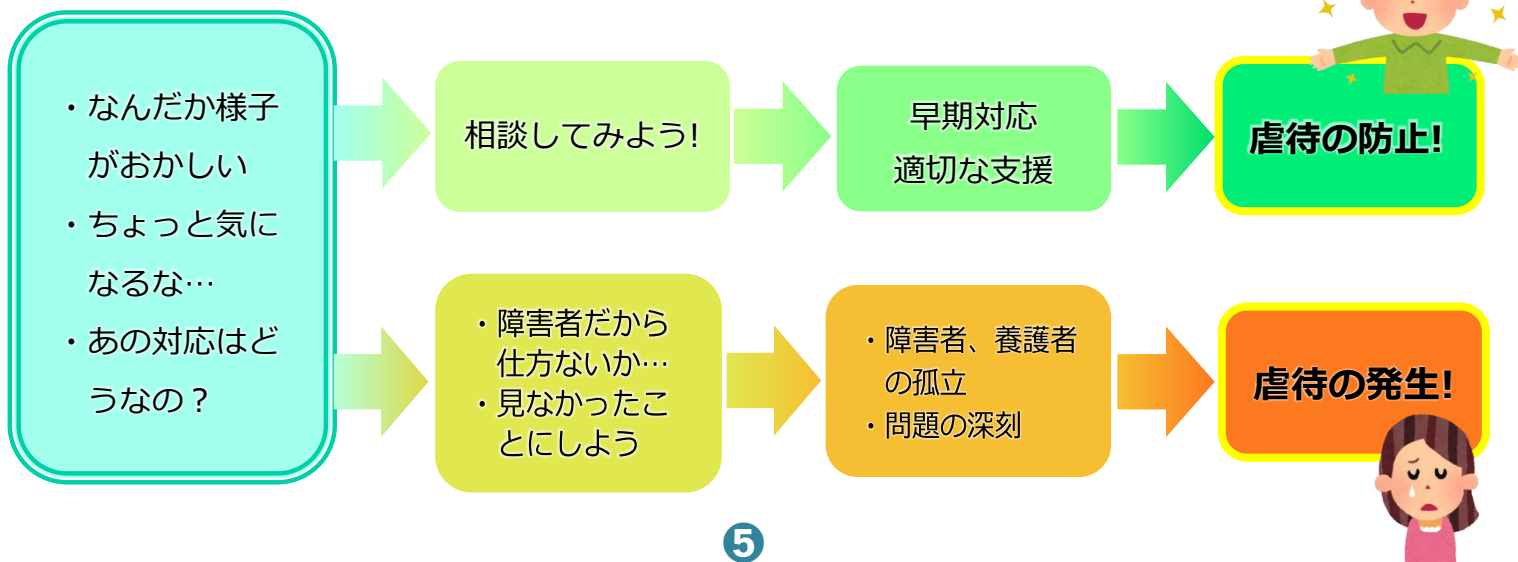 ・なんだか様子
がおかしい
・ちょっと気に
なるな…
・あの対応はど
うなの？
相談してみよう!
早期対応
適切な支援
虐待の防止!
・障害者だから
仕方ないか…
・見なかったこ
とにしよう
・障害者、養護者
の孤立
・問題の深刻
虐待の発生!
5